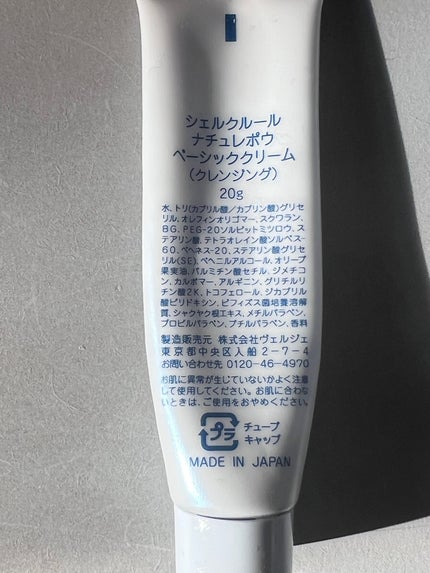 シェルクルール
ナチュレポウ
ベーシッククリーム
(クレンジング)
20g
水、トリ(カプリル酸/カプリン酸)グリセ
リル、オレフィンオリゴマー、スクワラン、
BG、PEG-20ソルビットミツロウ、ス
テアリン酸、テトラオレイン酸ソルベス-
60、ベヘネス-20、ステアリン酸グリセ
リル(SE)、ベヘニルアルコール、オリーブ
果実油、パルミチン酸セチル、ジメチコ
ン、カルボマー、アルギニン、グリチルリ
チン酸2K、トコフェロール、ジカプリル
酸ピリドキシン、ビフィズス菌培養溶解
質、シャクヤク根エキス、メチルパラベン、
プロピルパラベン、ブチルパラベン、香料
製造販売元 株式会社ヴェルジェ
東京都中央区入船2-7-4
お問い合わせ先 0120-46-4970
お肌に異常が生じていないかよく注意
して使用してください。お肌に合わな
いときは、ご使用をおやめください。
プラ
チューブ
キャップ
MADE IN JAPAN